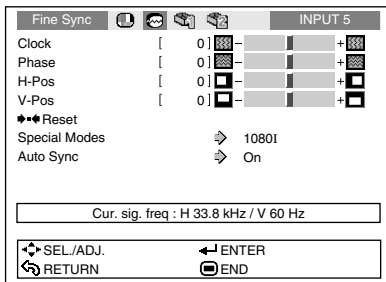 Fine Sync INPUT 5
Clock [ 0 ] - +
Phase [ 0 ] - +
H-Pos [ 0 ] - +
V-Pos [ 0 ] - +
Reset
Special Modes 1080I
Auto Sync On
Cur. sig. freq : H 33.8 kHz / V 60 Hz
SEL./ADJ. ENTER
RETURN END